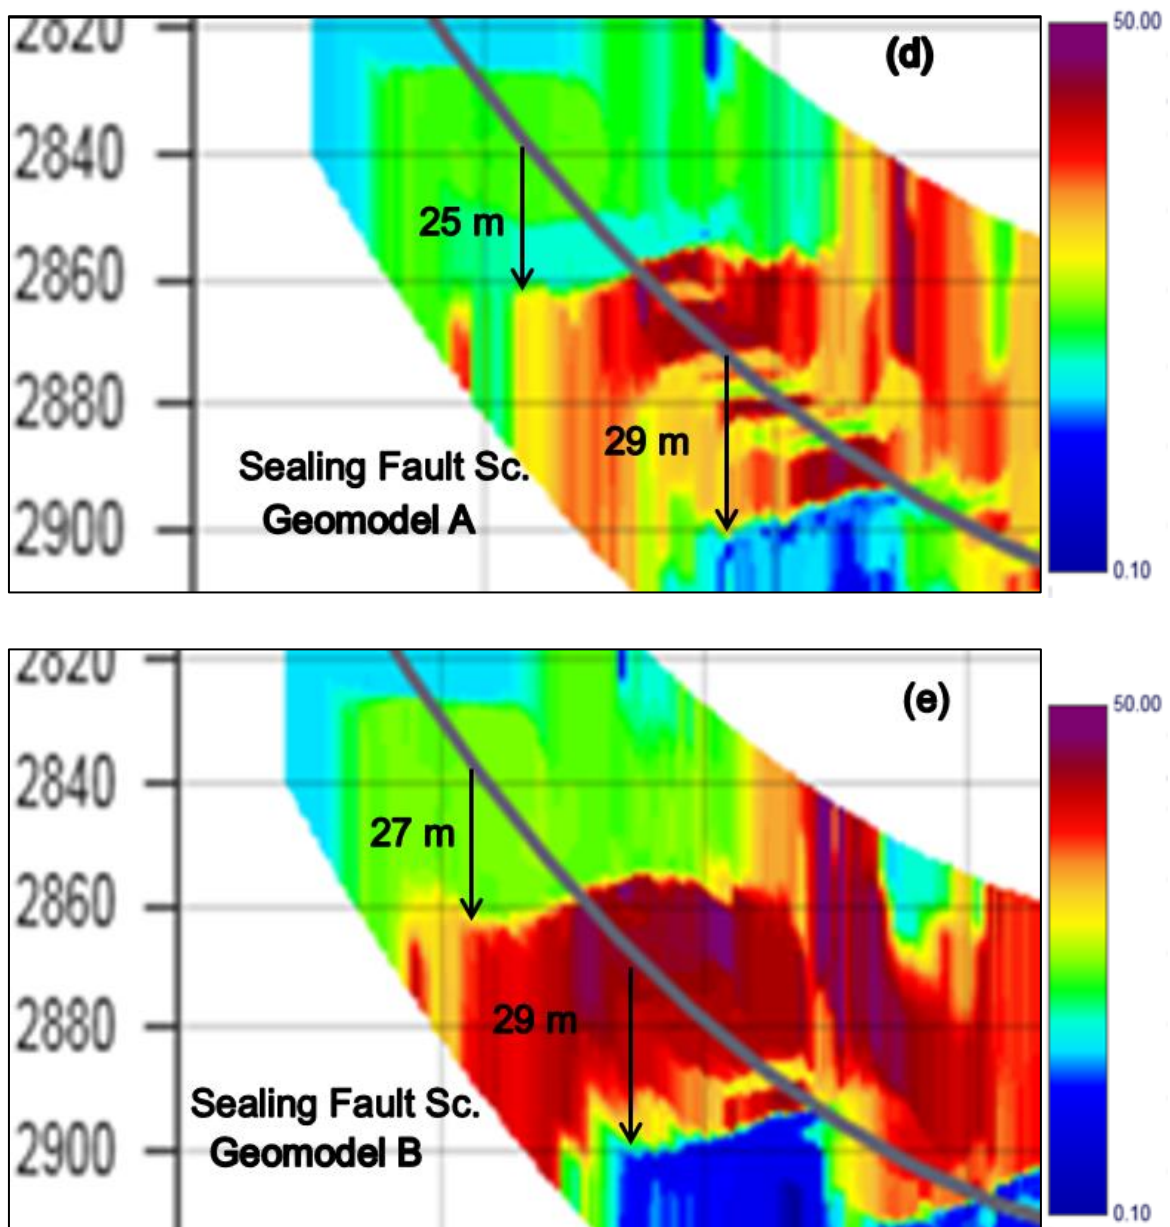 2820
(d)
50.00
2840
25 m
2860
2880
29 m
Sealing Fault Sc.
Geomodel A
2900
0.10
2820
(e)
50.00
2840
27 m
2860
2880
29 m
Sealing Fault Sc.
Geomodel B
2900
0.10